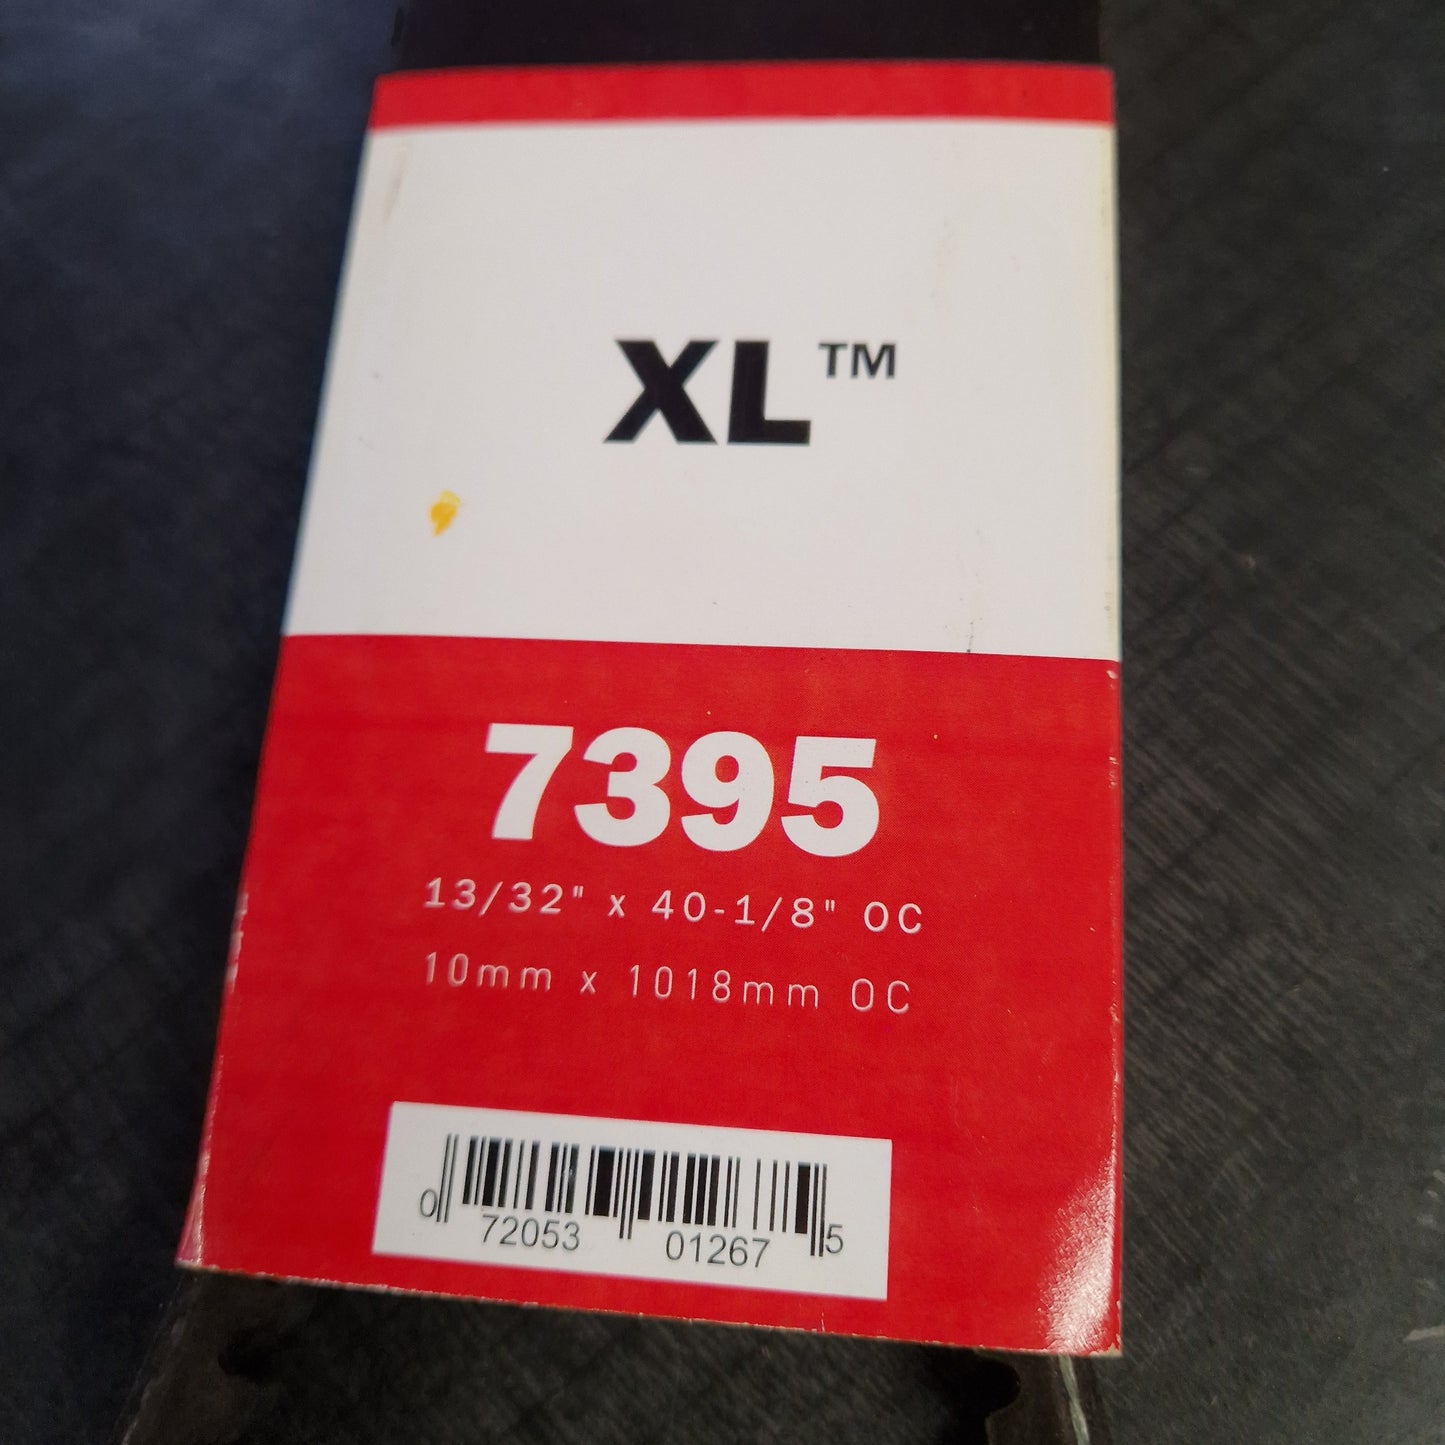 XL™
7395
13/32" x 40-1/8" OC
10mm x 1018mm OC
0 72053 01267 5